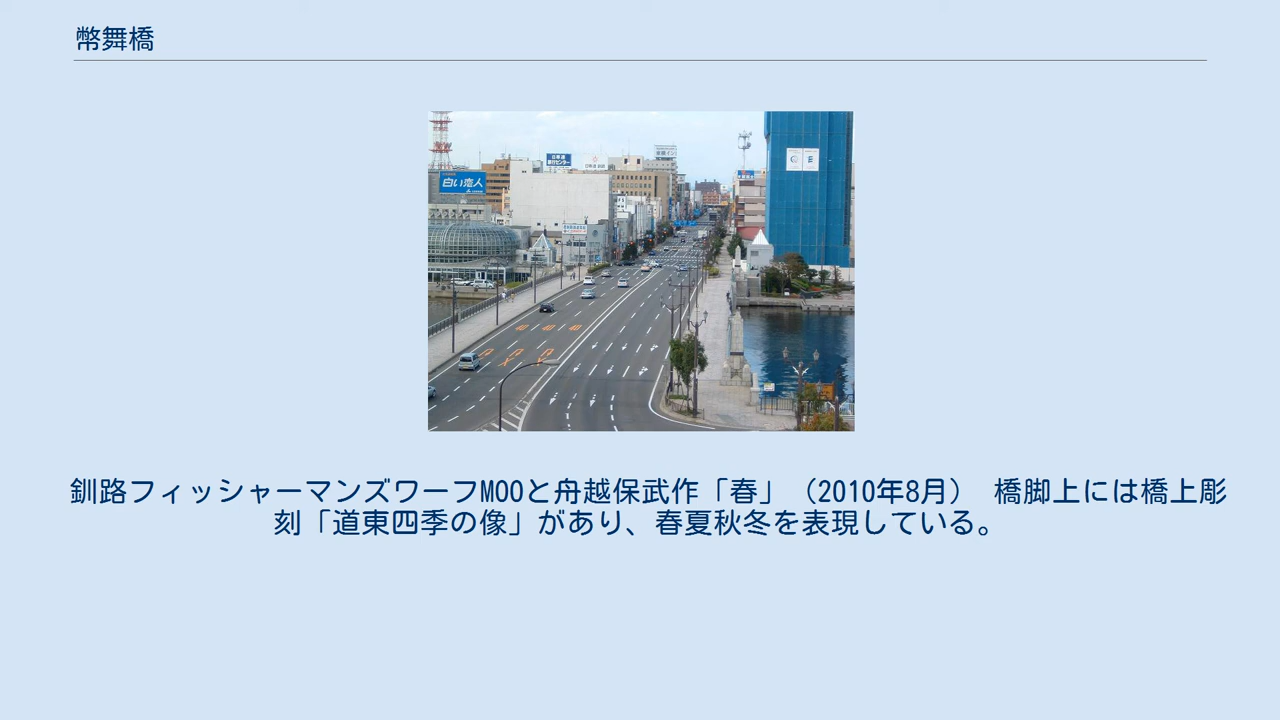 幣舞橋
白い恋人
釧路フィッシャーマンズワーフMOOと舟越保武作「春」（2010年8月） 橋脚上には橋上彫
刻「道東四季の像」があり、春夏秋冬を表現している。